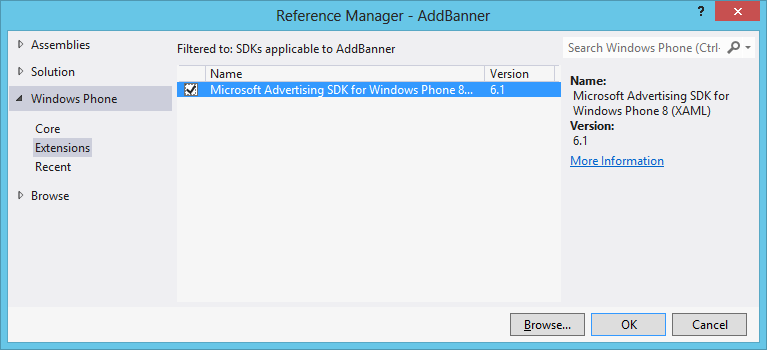 Reference Manager - AddBanner
?
Assemblies
Solution
Windows Phone
Core
Extensions
Recent
Browse
Filtered to: SDKs applicable to AddBanner
Name Version
Microsoft Advertising SDK for Windows Phone 8... 6.1
Search Windows Phone (Ctrl-
Name:
Microsoft Advertising SDK for
Windows Phone 8 (XAML)
Version:
6.1
More Information
Browse... OK Cancel